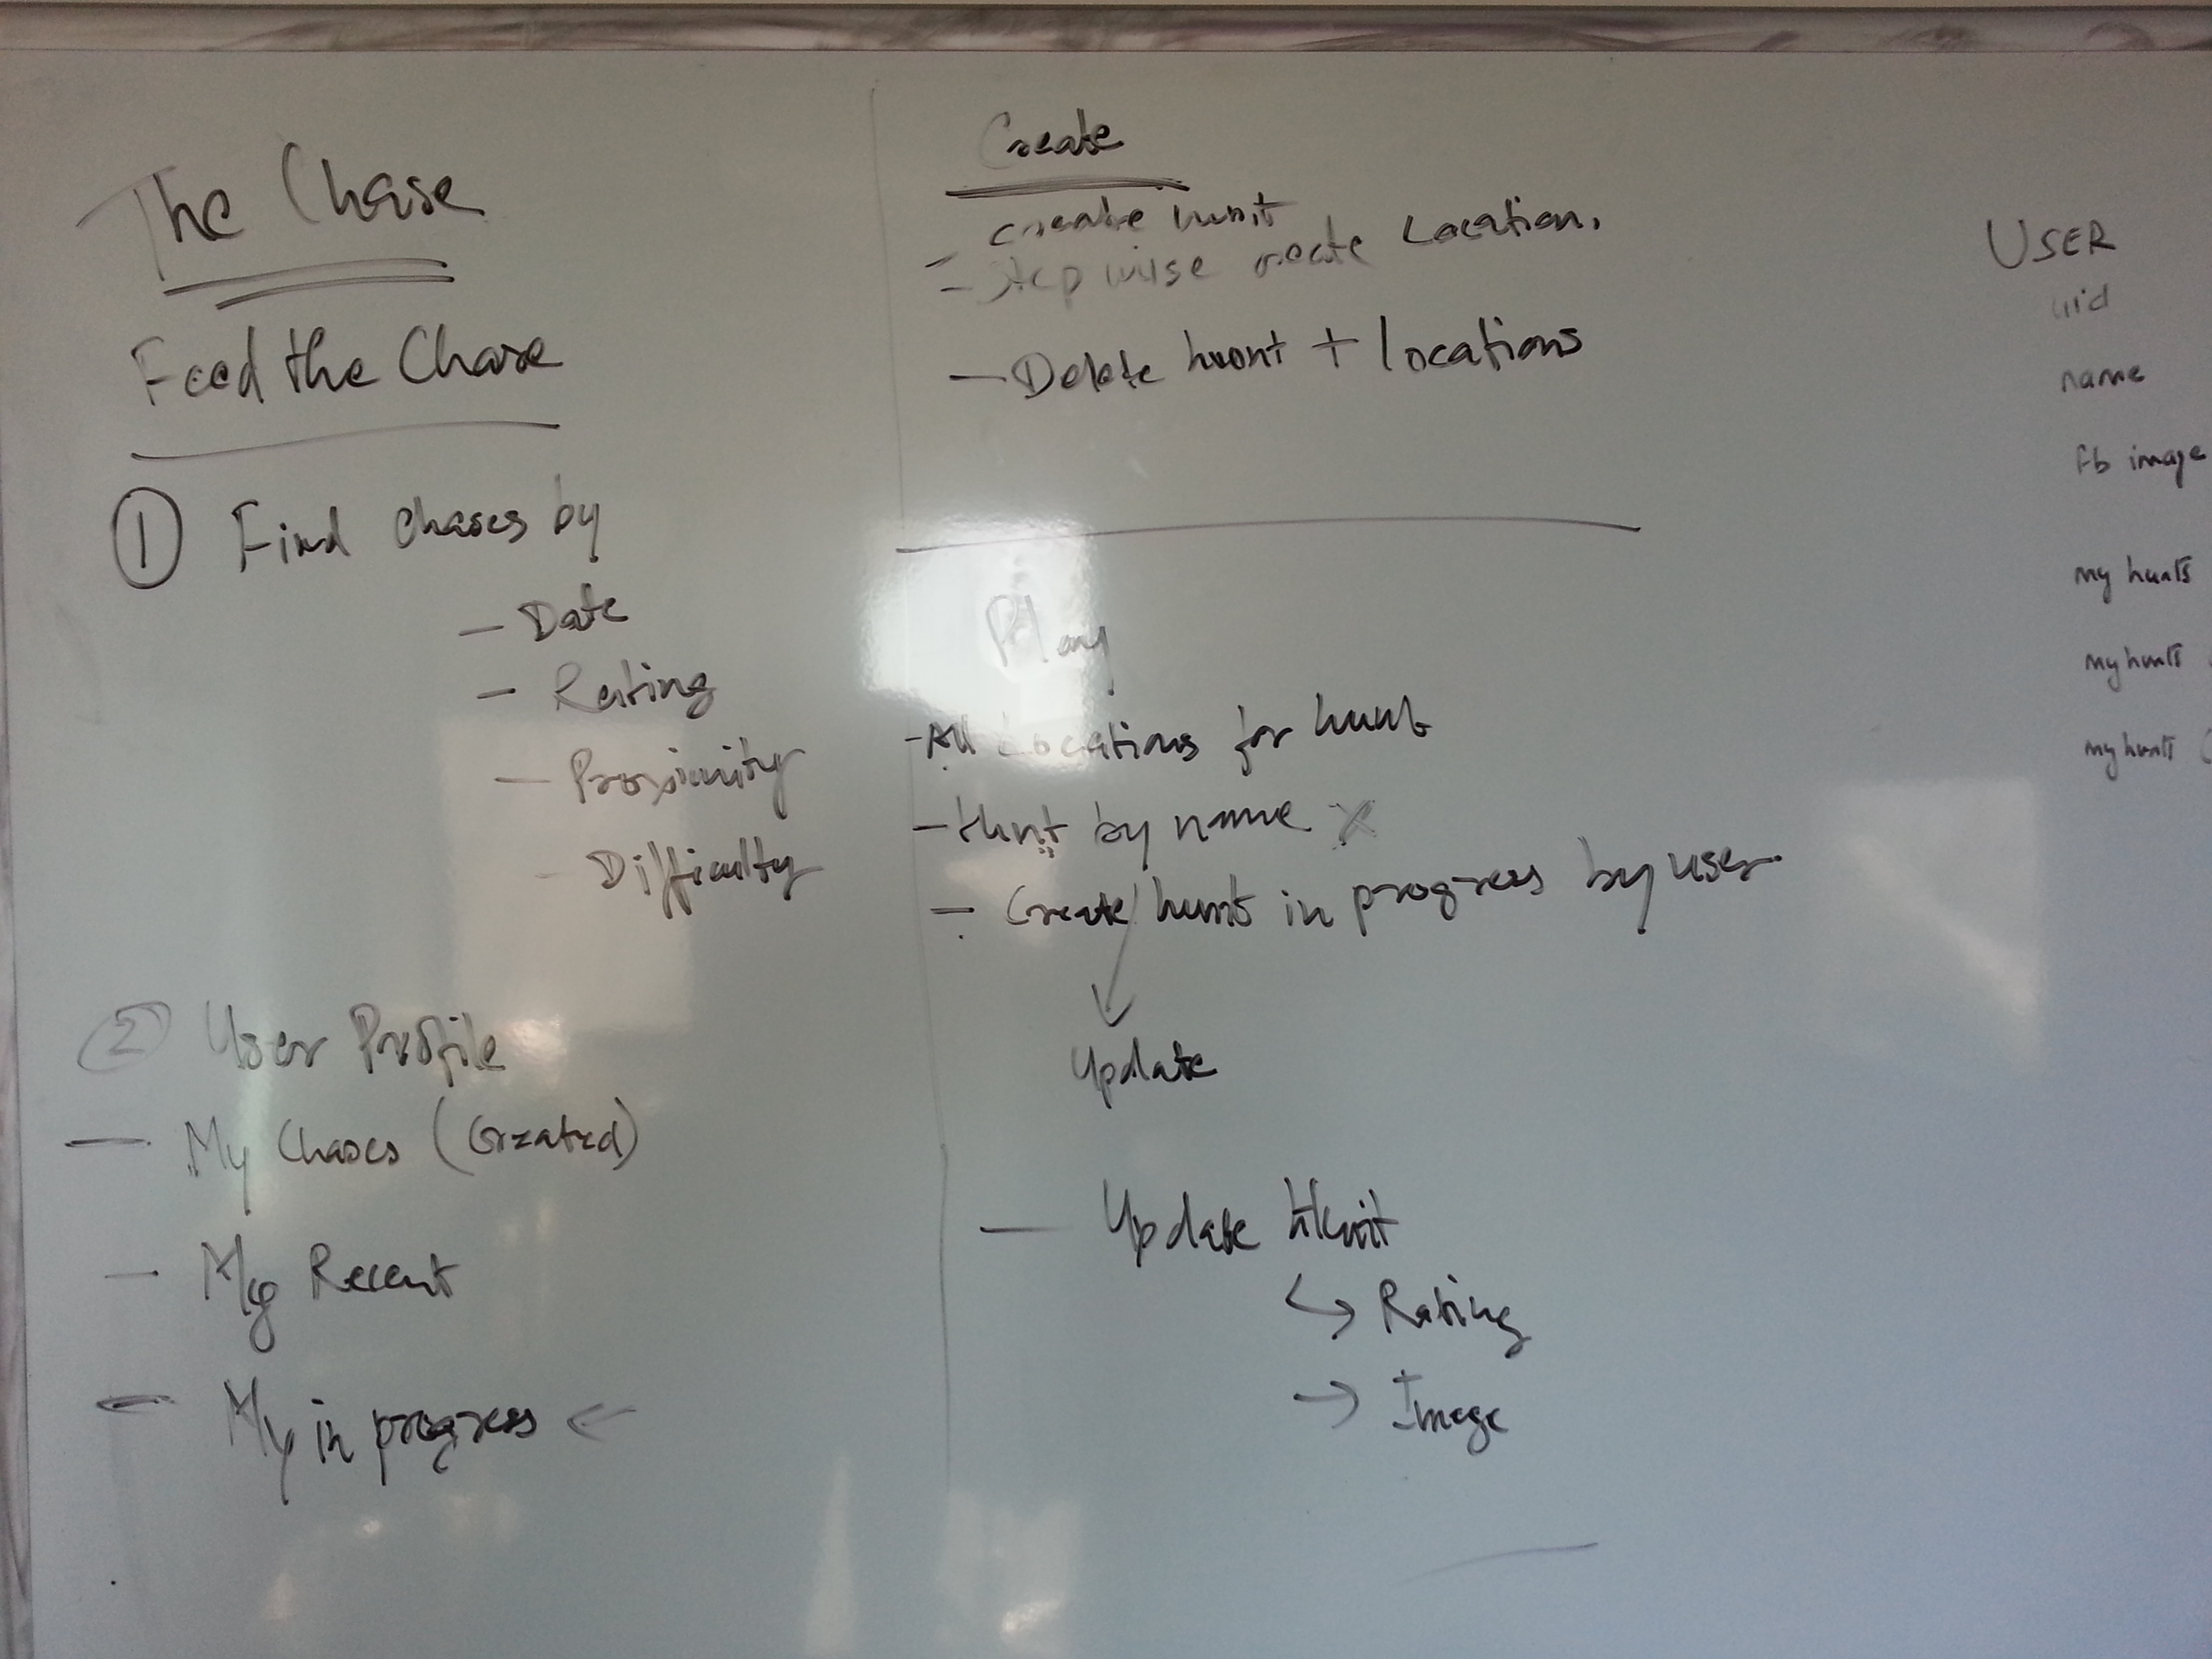 The Chase
Feed the Chase
① Find Chases by
— Date
— Rating
— Proximity
— Difficulty
② User Profile
— My Chases (Created)
— My Recent
— My in progress ←
Create
- create hunt
- Step wise create Location.
— Delete hunt + locations
Play
- All Locations for hunt
- Hunt by name X
- Create hunt in progress by user
↓
Update
— Update Hunt
↳ Rating
→ Image
USER
uid
name
fb image
my hunts
my hunts
my hunts (